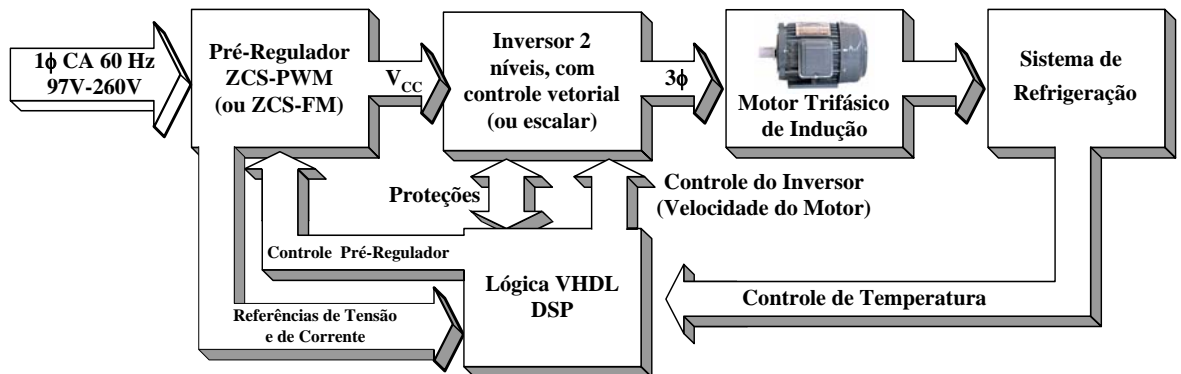 1ϕ CA 60 Hz
97V-260V
Pré-Regulador
ZCS-PWM
(ou ZCS-FM)
V_CC
Inversor 2
níveis, com
controle vetorial
(ou escalar)
3ϕ
Motor Trifásico
de Indução
Sistema de
Refrigeração
Proteções
Controle do Inversor
(Velocidade do Motor)
Controle Pré-Regulador
Lógica VHDL
DSP
Controle de Temperatura
Referências de Tensão
e de Corrente